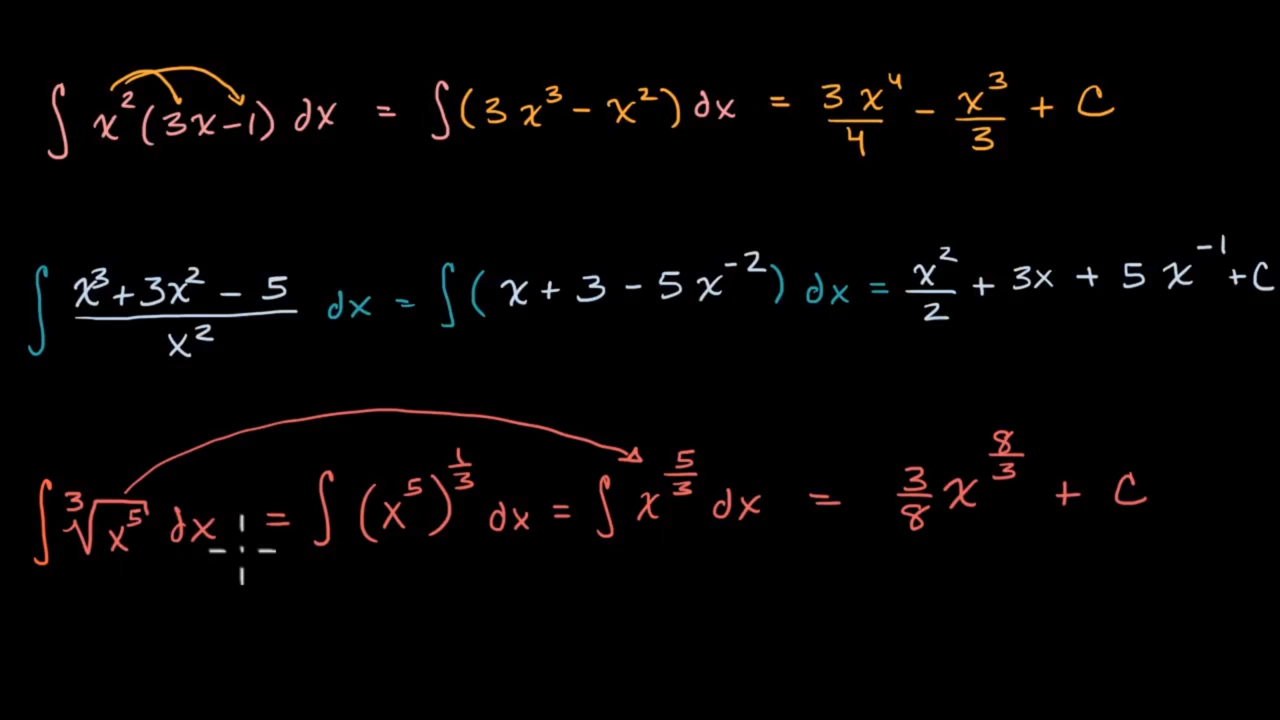 ∫ x²(3x-1) dx = ∫(3x³ - x²) dx = 3x⁴/4 - x³/3 + C
∫ (x³+3x²-5)/x² dx = ∫(x+3-5x⁻²) dx = x²/2 + 3x + 5x⁻¹ + C
∫ ∛(x⁵) dx = ∫(x⁵)^(1/3) dx = ∫ x^(5/3) dx = 3/8 x^(8/3) + C